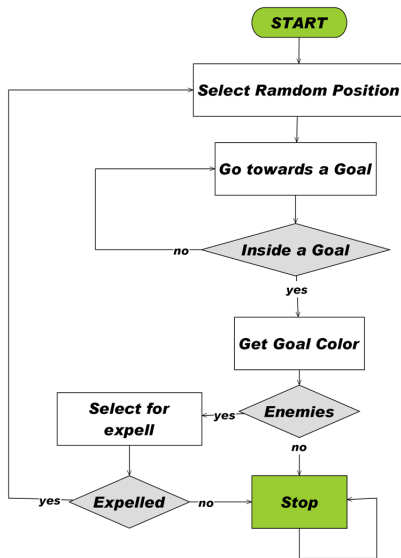 START
Select Ramdom Position
Go towards a Goal
no
Inside a Goal
yes
Get Goal Color
Select for
expell
yes
Enemies
no
yes
Expelled
no
Stop